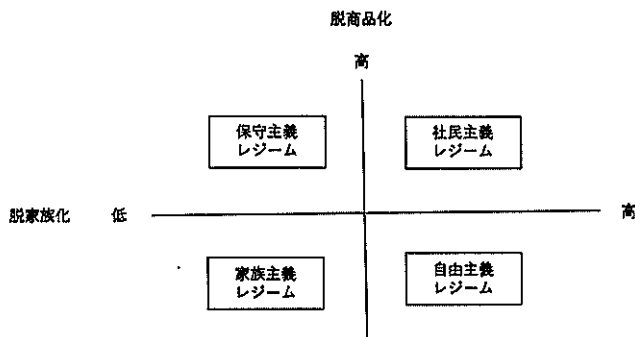 脱商品化
高
保守主義
レジーム
社民主義
レジーム
脱家族化 低
高
家族主義
レジーム
自由主義
レジーム